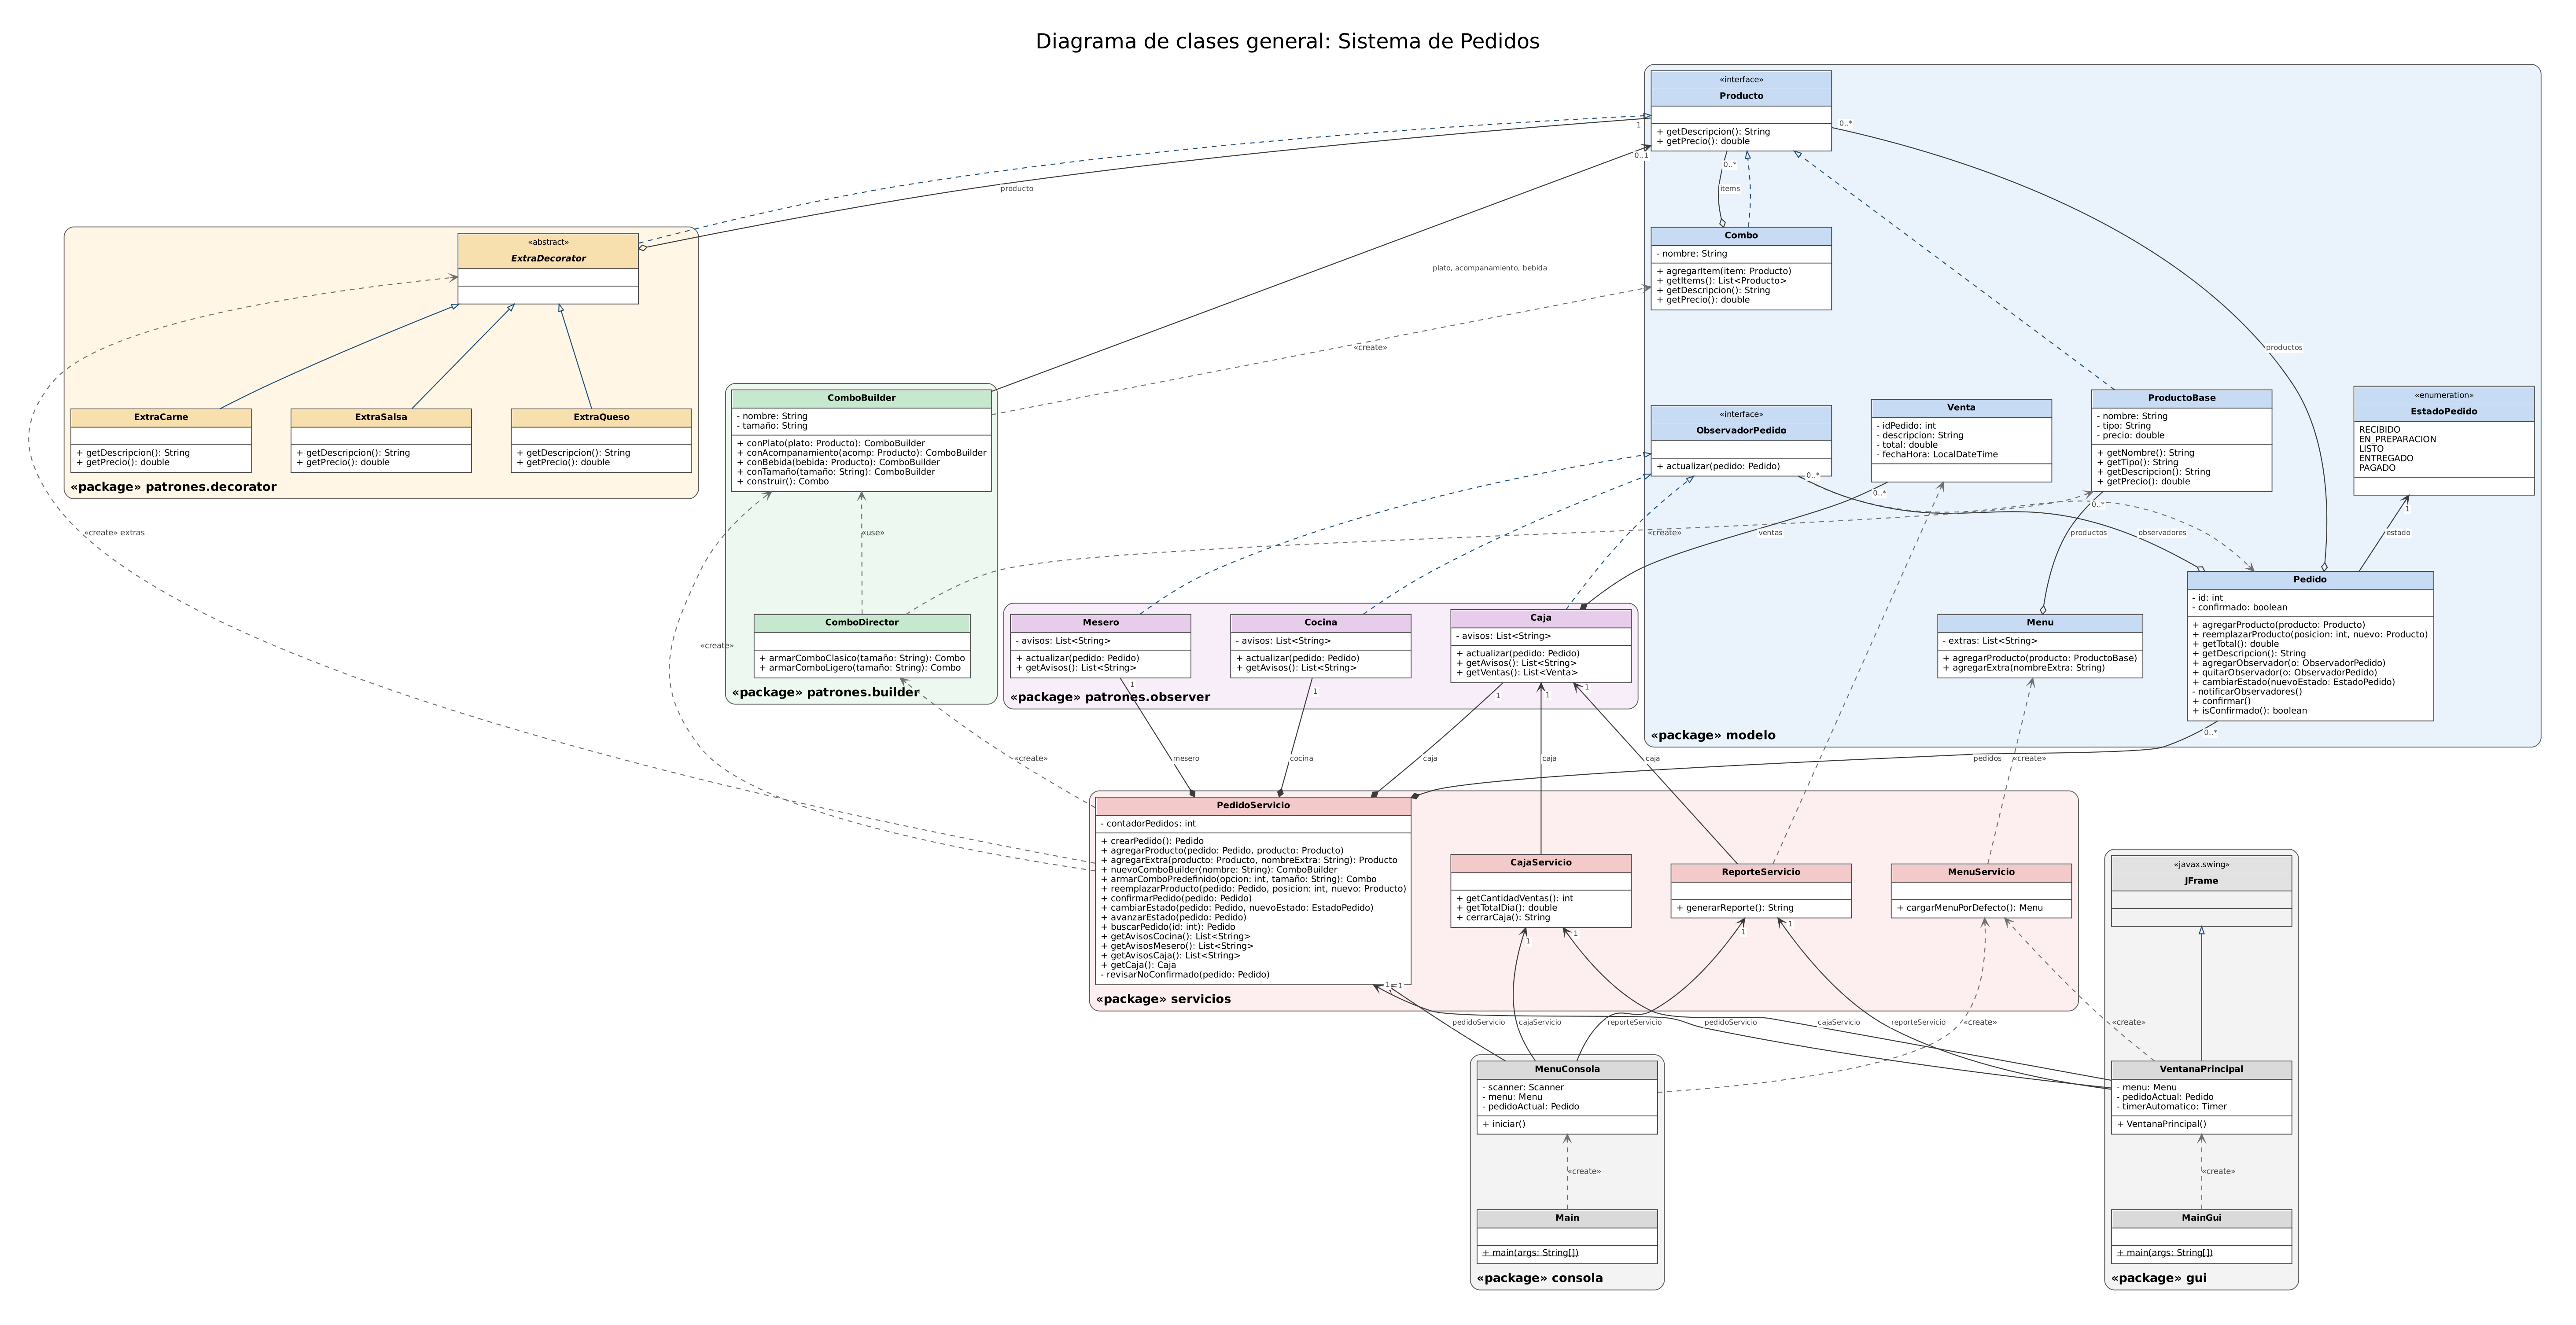 Diagrama de clases general: Sistema de Pedidos
«interface»
Producto
+ getDescripcion(): String
+ getPrecio(): double
1
0..1
0..*
0..*
items
producto
plato, acompanamiento, bebida
productos
Combo
- nombre: String
+ agregarItem(item: Producto)
+ getItems(): List<Producto>
+ getDescripcion(): String
+ getPrecio(): double
«create»
«abstract»
ExtraDecorator
ExtraCarne
+ getDescripcion(): String
+ getPrecio(): double
ExtraSalsa
+ getDescripcion(): String
+ getPrecio(): double
ExtraQueso
+ getDescripcion(): String
+ getPrecio(): double
«package» patrones.decorator
«create» extras
ComboBuilder
- nombre: String
- tamaño: String
+ conPlato(plato: Producto): ComboBuilder
+ conAcompanamiento(acomp: Producto): ComboBuilder
+ conBebida(bebida: Producto): ComboBuilder
+ conTamaño(tamaño: String): ComboBuilder
+ construir(): Combo
«use»
«create»
ComboDirector
+ armarComboClasico(tamaño: String): Combo
+ armarComboLigero(tamaño: String): Combo
«package» patrones.builder
«interface»
ObservadorPedido
+ actualizar(pedido: Pedido)
0..*
Venta
- idPedido: int
- descripcion: String
- total: double
- fechaHora: LocalDateTime
0..*
ProductoBase
- nombre: String
- tipo: String
- precio: double
+ getNombre(): String
+ getTipo(): String
+ getDescripcion(): String
+ getPrecio(): double
0..*
«enumeration»
EstadoPedido
RECIBIDO
EN_PREPARACION
LISTO
ENTREGADO
PAGADO
1
«create»
ventas
productos
observadores
estado
Mesero
- avisos: List<String>
+ actualizar(pedido: Pedido)
+ getAvisos(): List<String>
1
Cocina
- avisos: List<String>
+ actualizar(pedido: Pedido)
+ getAvisos(): List<String>
1
Caja
- avisos: List<String>
+ actualizar(pedido: Pedido)
+ getAvisos(): List<String>
+ getVentas(): List<Venta>
1
1
1
«package» patrones.observer
Menu
- extras: List<String>
+ agregarProducto(producto: ProductoBase)
+ agregarExtra(nombreExtra: String)
Pedido
- id: int
- confirmado: boolean
+ agregarProducto(producto: Producto)
+ reemplazarProducto(posicion: int, nuevo: Producto)
+ getTotal(): double
+ getDescripcion(): String
+ agregarObservador(o: ObservadorPedido)
+ quitarObservador(o: ObservadorPedido)
+ cambiarEstado(nuevoEstado: EstadoPedido)
- notificarObservadores()
+ confirmar()
+ isConfirmado(): boolean
0..*
«package» modelo
«create»
mesero
cocina
caja
caja
caja
pedidos
«create»
PedidoServicio
- contadorPedidos: int
+ crearPedido(): Pedido
+ agregarProducto(pedido: Pedido, producto: Producto)
+ agregarExtra(producto: Producto, nombreExtra: String): Producto
+ nuevoComboBuilder(nombre: String): ComboBuilder
+ armarComboPredefinido(opcion: int, tamaño: String): Combo
+ reemplazarProducto(pedido: Pedido, posicion: int, nuevo: Producto)
+ confirmarPedido(pedido: Pedido)
+ cambiarEstado(pedido: Pedido, nuevoEstado: EstadoPedido)
+ avanzarEstado(pedido: Pedido)
+ buscarPedido(id: int): Pedido
+ getAvisosCocina(): List<String>
+ getAvisosMesero(): List<String>
+ getAvisosCaja(): List<String>
+ getCaja(): Caja
- revisarNoConfirmado(pedido: Pedido)
1
1
CajaServicio
+ getCantidadVentas(): int
+ getTotalDia(): double
+ cerrarCaja(): String
1
1
ReporteServicio
+ generarReporte(): String
1
1
MenuServicio
+ cargarMenuPorDefecto(): Menu
«package» servicios
«javax.swing»
JFrame
pedidoServicio
cajaServicio
reporteServicio
pedidoServicio
cajaServicio
reporteServicio
«create»
«create»
MenuConsola
- scanner: Scanner
- menu: Menu
- pedidoActual: Pedido
+ iniciar()
«create»
Main
+ main(args: String[])
«package» consola
VentanaPrincipal
- menu: Menu
- pedidoActual: Pedido
- timerAutomatico: Timer
+ VentanaPrincipal()
«create»
MainGui
+ main(args: String[])
«package» gui